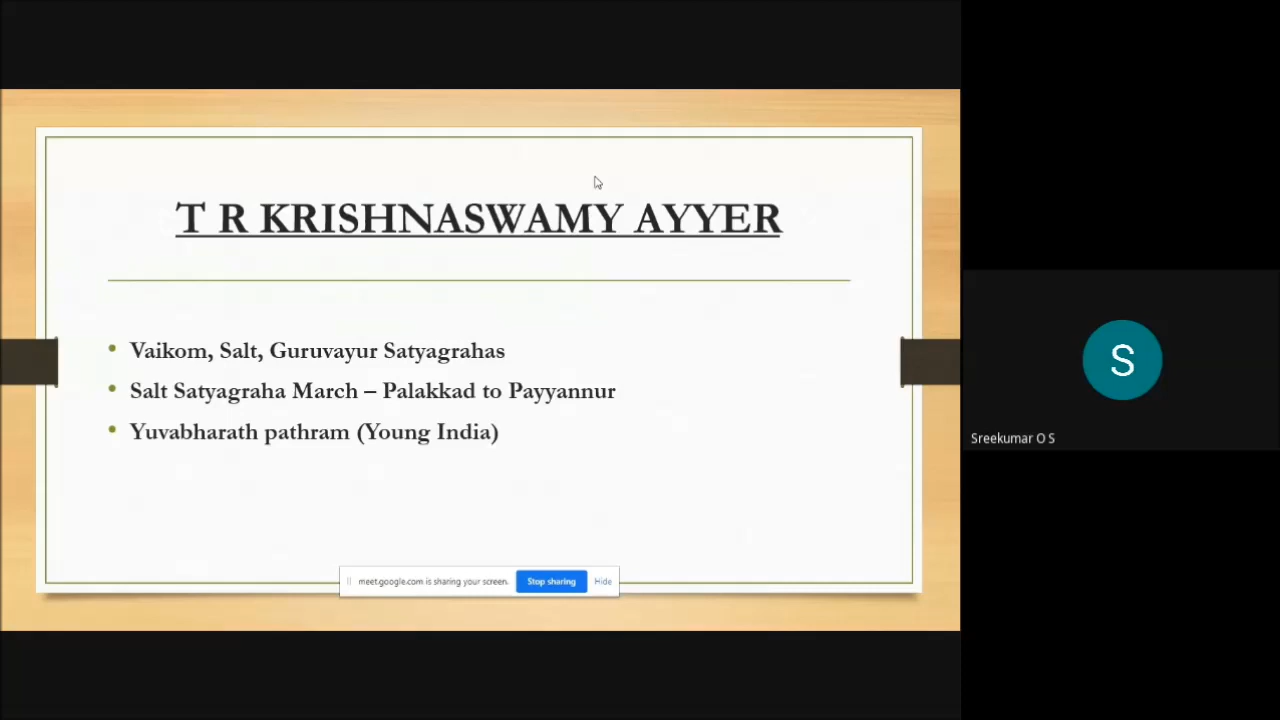 T R KRISHNASWAMY AYYER
• Vaikom, Salt, Guruvayur Satyagrahas
• Salt Satyagraha March – Palakkad to Payyannur
• Yuvabharath pathram (Young India)
meet.google.com is sharing your screen. Stop sharing Hide
S
Sreekumar O S